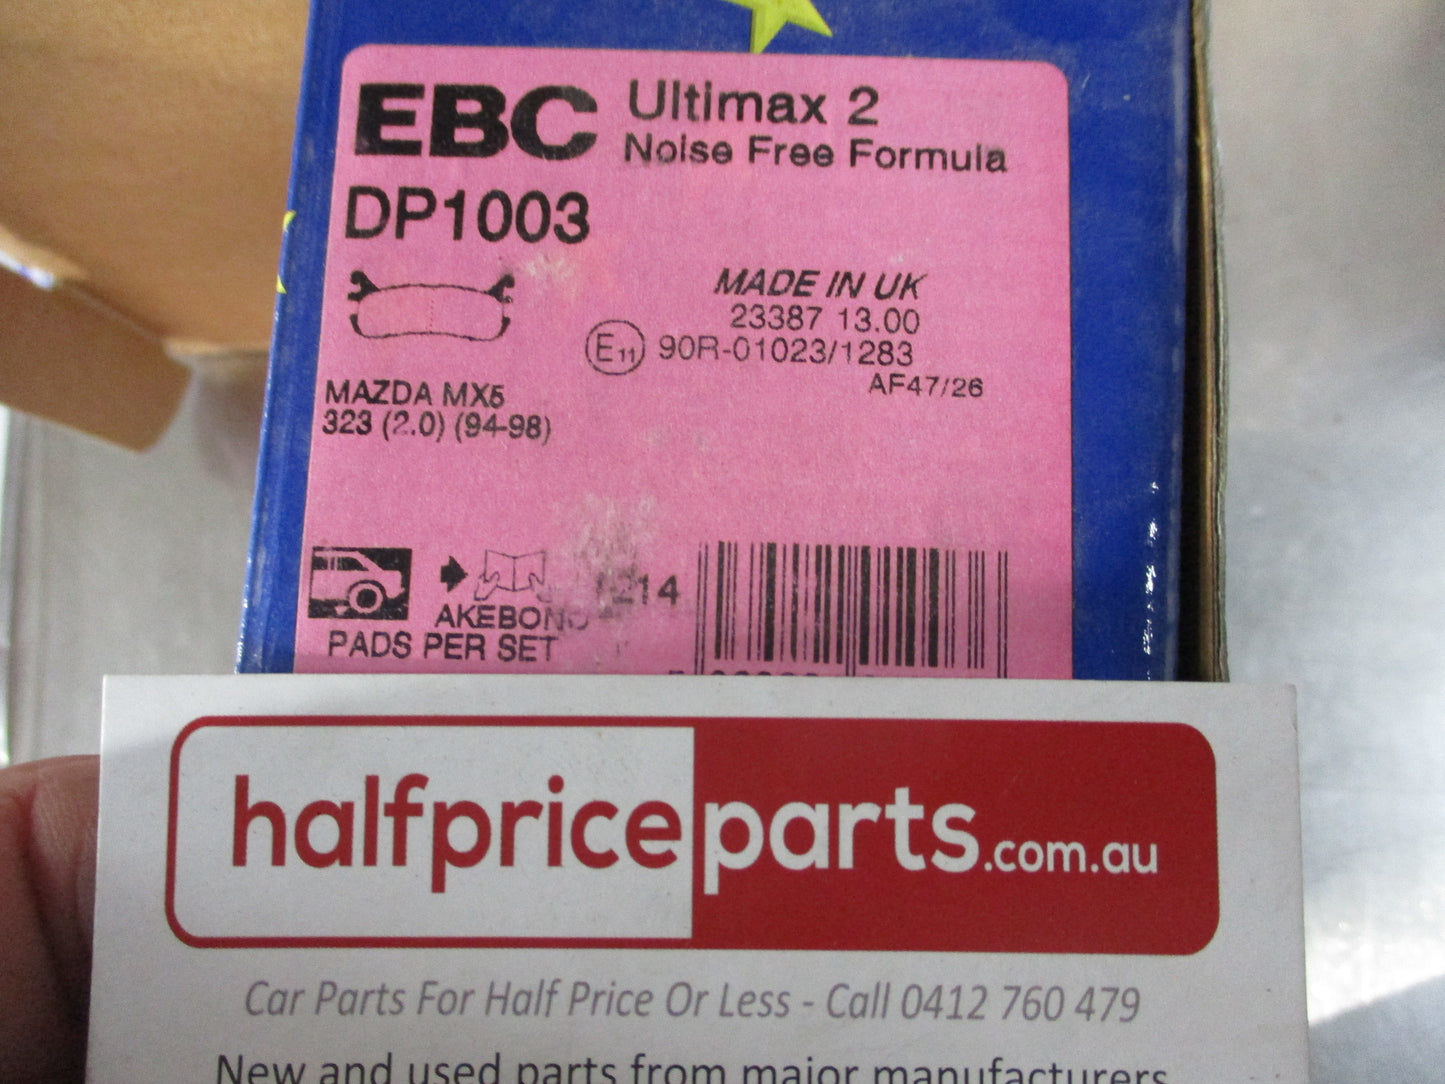 EBC Ultimax 2
Noise Free Formula
DP1003
MADE IN UK
23387 13.00
E11 90R-01023/1283
AF47/26
MAZDA MX5
323 (2.0) (94-98)
14
AKEBONO
PADS PER SET
halfpriceparts.com.au
Car Parts For Half Price Or Less - Call 0412 760 479
New and used parts from major manufacturers